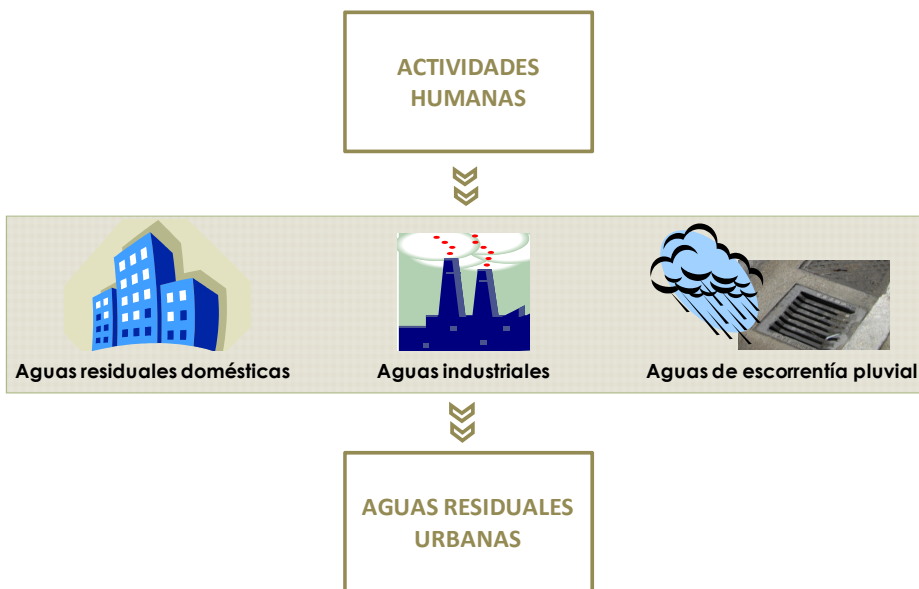 ACTIVIDADES
HUMANAS
Aguas residuales domésticas
Aguas industriales
Aguas de escorrentía pluvial
AGUAS RESIDUALES
URBANAS